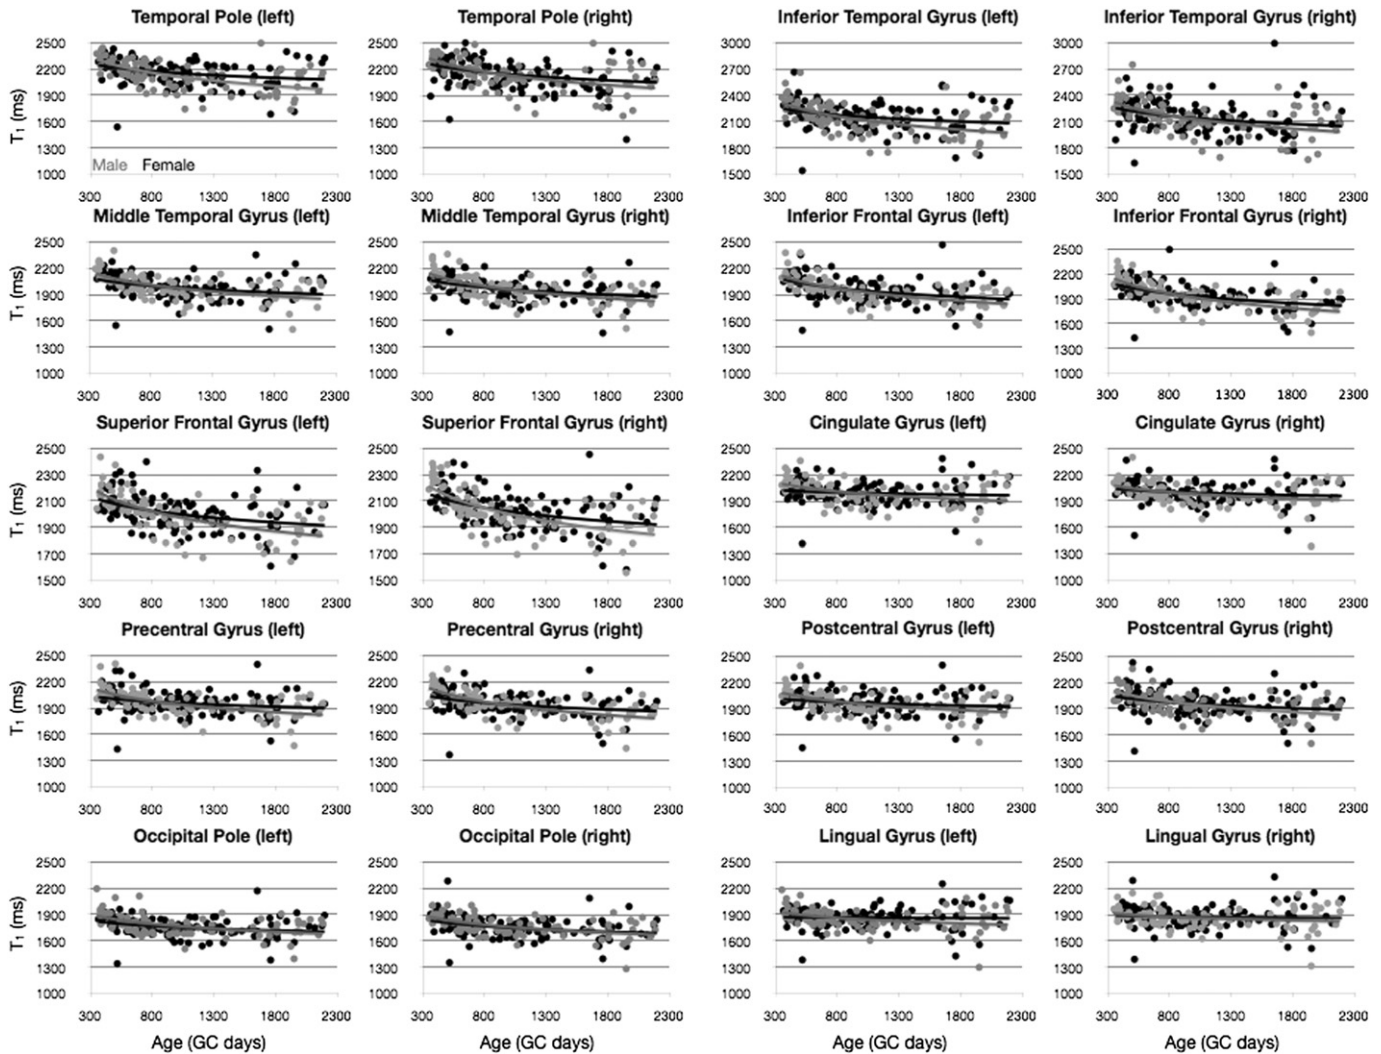 Temporal Pole (left) Temporal Pole (right) Inferior Temporal Gyrus (left) Inferior Temporal Gyrus (right)
2500 2500 3000 3000
2200 2200 2700 2700
1900 1900 2400 2400
1600 1600 2100 2100
1300 1300 1800 1800
1000 1000 1500 1500
T1 (ms)
Male Female
300 800 1300 1800 2300 300 800 1300 1800 2300 300 800 1300 1800 2300 300 800 1300 1800 2300
Middle Temporal Gyrus (left) Middle Temporal Gyrus (right) Inferior Frontal Gyrus (left) Inferior Frontal Gyrus (right)
2500 2500 2500 2500
2200 2200 2200 2200
1900 1900 1900 1900
1600 1600 1600 1600
1300 1300 1300 1300
1000 1000 1000 1000
T1 (ms)
300 800 1300 1800 2300 300 800 1300 1800 2300 300 800 1300 1800 2300 300 800 1300 1800 2300
Superior Frontal Gyrus (left) Superior Frontal Gyrus (right) Cingulate Gyrus (left) Cingulate Gyrus (right)
2500 2500 2500 2500
2300 2300 2200 2200
2100 2100 1900 1900
1900 1900 1600 1600
1700 1700 1300 1300
1500 1500 1000 1000
T1 (ms)
300 800 1300 1800 2300 300 800 1300 1800 2300 300 800 1300 1800 2300 300 800 1300 1800 2300
Precentral Gyrus (left) Precentral Gyrus (right) Postcentral Gyrus (left) Postcentral Gyrus (right)
2500 2500 2500 2500
2200 2200 2200 2200
1900 1900 1900 1900
1600 1600 1600 1600
1300 1300 1300 1300
1000 1000 1000 1000
T1 (ms)
300 800 1300 1800 2300 300 800 1300 1800 2300 300 800 1300 1800 2300 300 800 1300 1800 2300
Occipital Pole (left) Occipital Pole (right) Lingual Gyrus (left) Lingual Gyrus (right)
2500 2500 2500 2500
2200 2200 2200 2200
1900 1900 1900 1900
1600 1600 1600 1600
1300 1300 1300 1300
1000 1000 1000 1000
T1 (ms)
300 800 1300 1800 2300 300 800 1300 1800 2300 300 800 1300 1800 2300 300 800 1300 1800 2300
Age (GC days) Age (GC days) Age (GC days) Age (GC days)